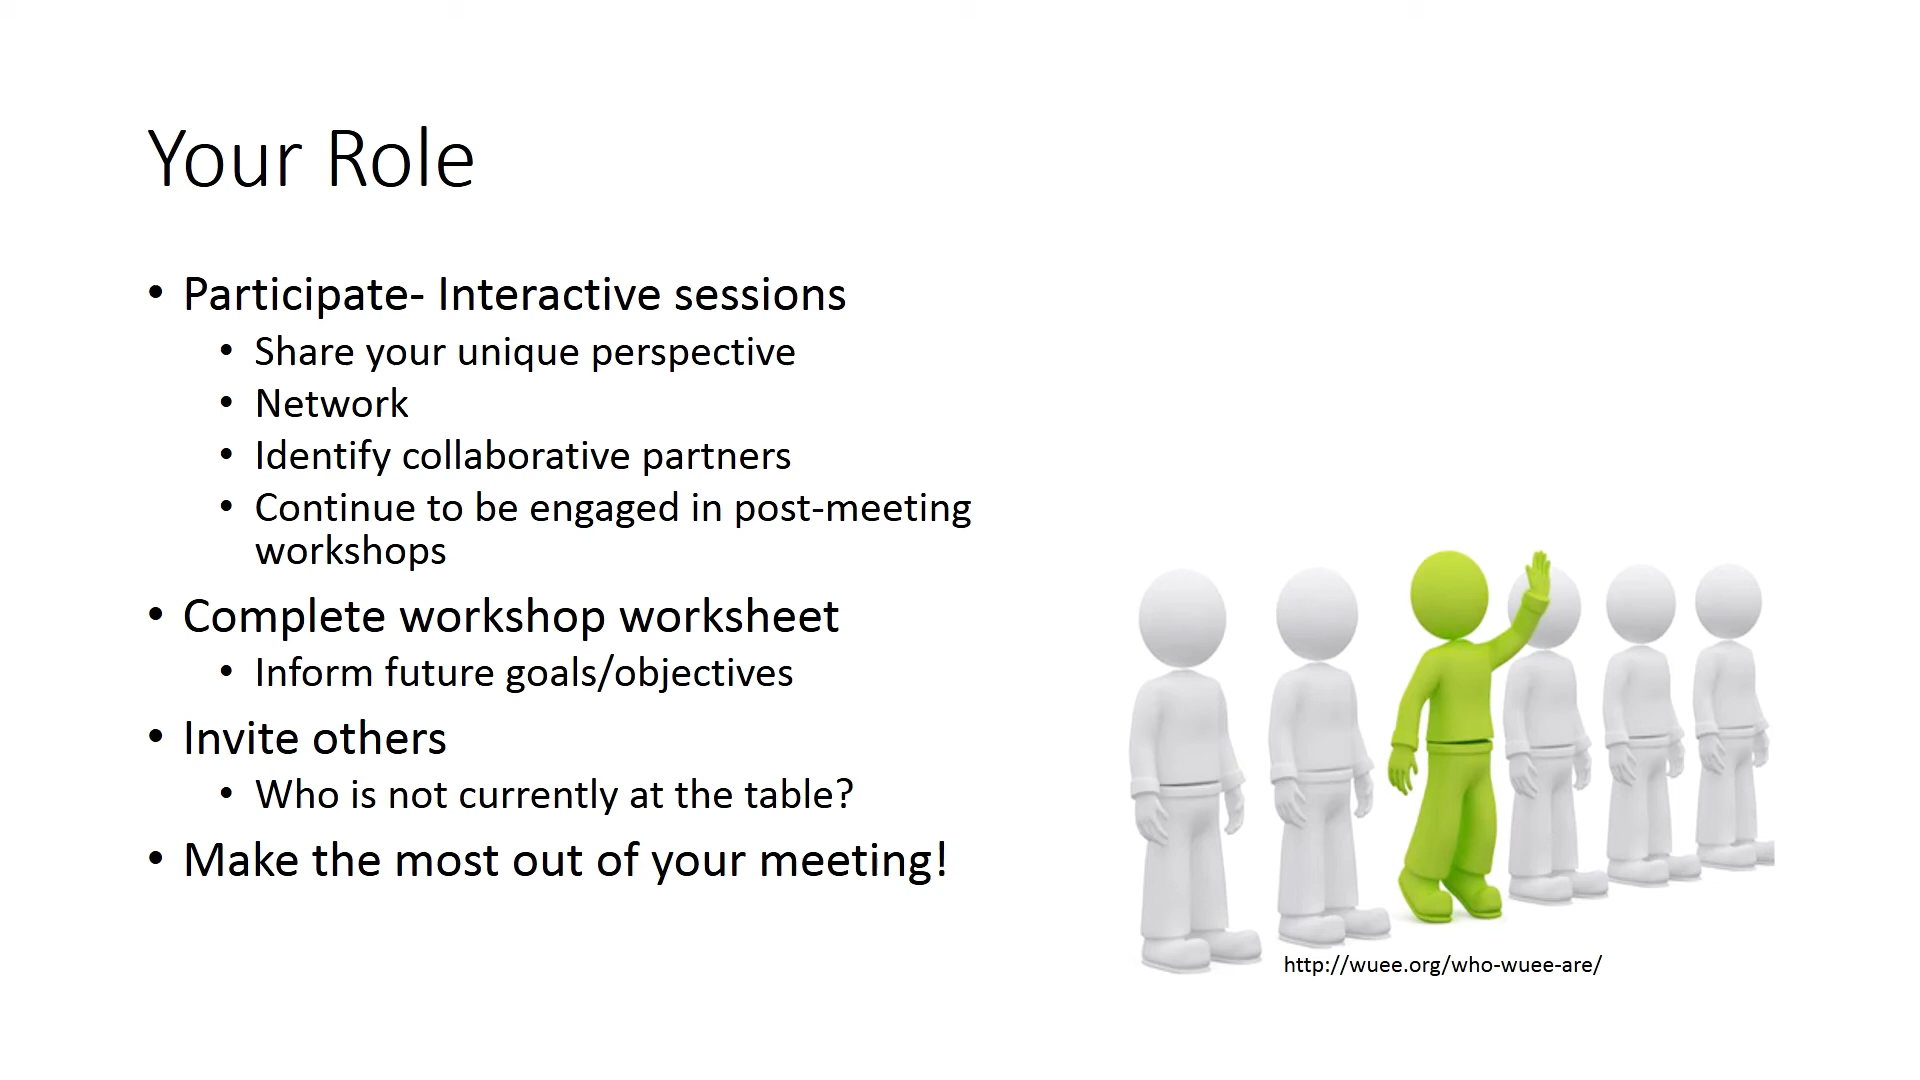 Your Role
• Participate- Interactive sessions
• Share your unique perspective
• Network
• Identify collaborative partners
• Continue to be engaged in post-meeting
workshops
• Complete workshop worksheet
• Inform future goals/objectives
• Invite others
• Who is not currently at the table?
• Make the most out of your meeting!
http://wuee.org/who-wuee-are/